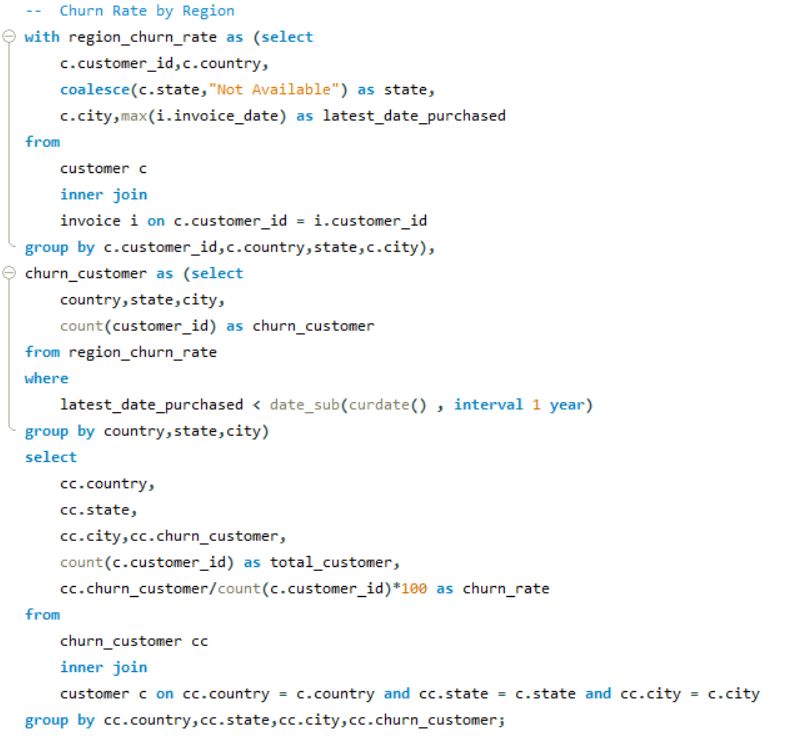 -- Churn Rate by Region
with region_churn_rate as (select
c.customer_id,c.country,
coalesce(c.state,"Not Available") as state,
c.city,max(i.invoice_date) as latest_date_purchased
from
customer c
inner join
invoice i on c.customer_id = i.customer_id
group by c.customer_id,c.country,state,c.city),
churn_customer as (select
country,state,city,
count(customer_id) as churn_customer
from region_churn_rate
where
latest_date_purchased < date_sub(curdate() , interval 1 year)
group by country,state,city)
select
cc.country,
cc.state,
cc.city,cc.churn_customer,
count(c.customer_id) as total_customer,
cc.churn_customer/count(c.customer_id)*100 as churn_rate
from
churn_customer cc
inner join
customer c on cc.country = c.country and cc.state = c.state and cc.city = c.city
group by cc.country,cc.state,cc.city,cc.churn_customer;